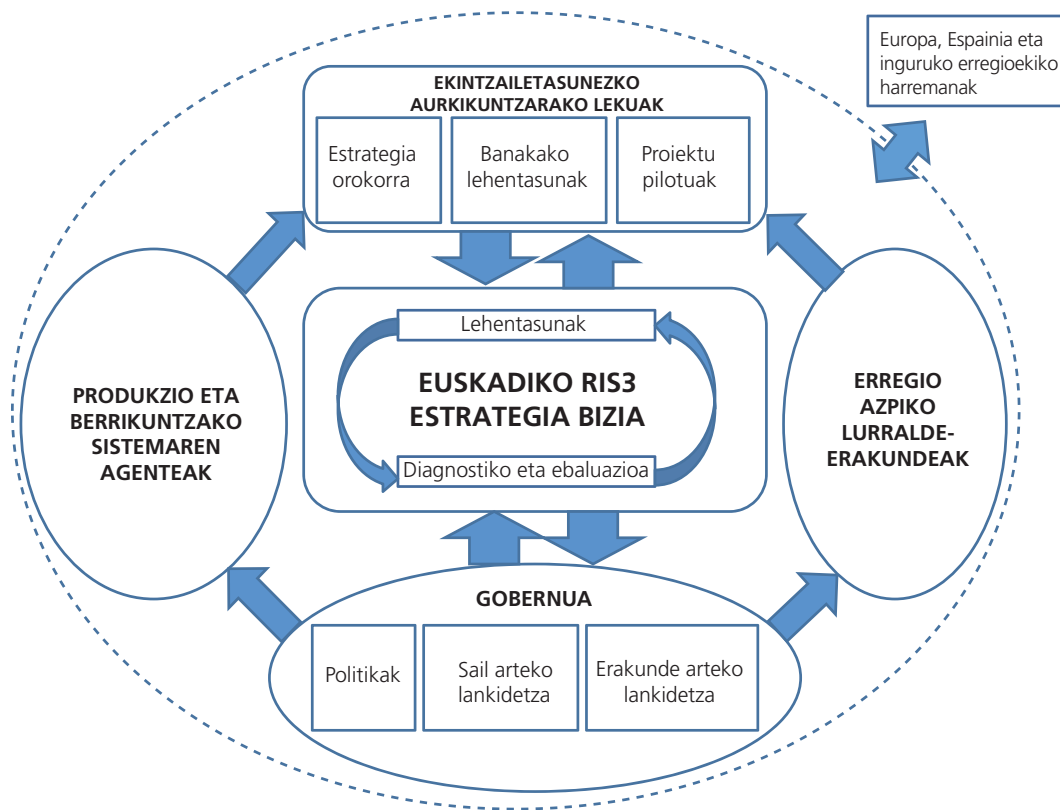 Europa, Espainia eta
inguruko erregioekiko
harremanak
EKINTZAILETASUNEZKO
AURKIKUNTZARAKO LEKUAK
Estrategia
orokorra
Banakako
lehentasunak
Proiektu
pilotuak
PRODUKZIO ETA
BERRIKUNTZAKO
SISTEMAREN
AGENTEAK
Lehentasunak
EUSKADIKO RIS3
ESTRATEGIA BIZIA
Diagnostiko eta ebaluazioa
ERREGIO
AZPIKO
LURRALDE-
ERAKUNDEAK
GOBERNUA
Politikak
Sail arteko
lankidetza
Erakunde arteko
lankidetza